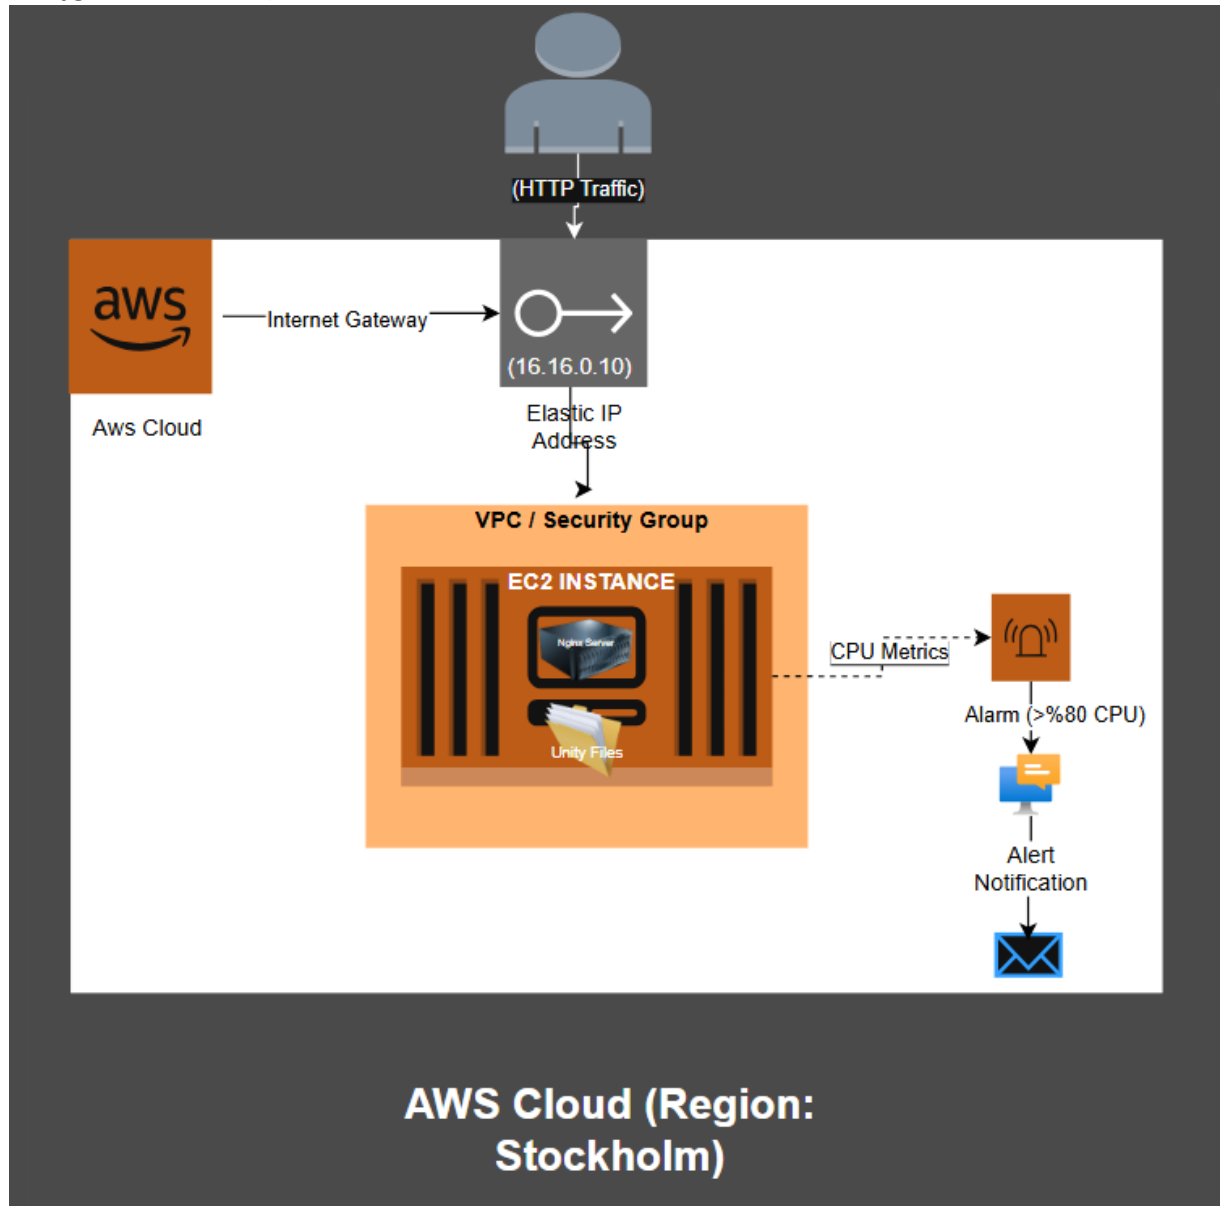 (HTTP Traffic)
aws
Internet Gateway
(16.16.0.10)
Aws Cloud
Elastic IP
Address
VPC / Security Group
EC2 INSTANCE
Nginx Server
Unity Files
CPU Metrics
Alarm (>%80 CPU)
Alert
Notification
AWS Cloud (Region:
Stockholm)